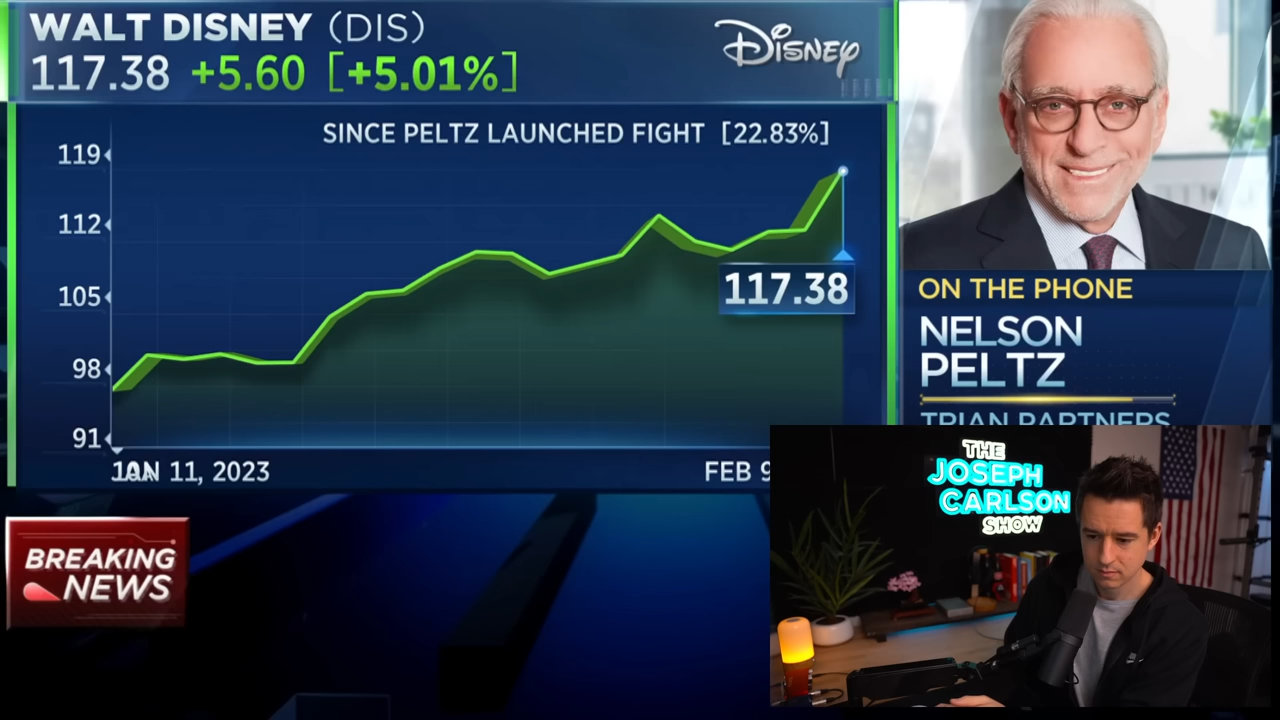 WALT DISNEY (DIS)
117.38 +5.60 [+5.01%]
DISNEY
SINCE PELTZ LAUNCHED FIGHT [22.83%]
119
112
105
98
91
117.38
JAN 11, 2023
FEB 9
ON THE PHONE
NELSON
PELTZ
TRIAN PARTNERS
BREAKING
NEWS
THE
JOSEPH
CARLSON
SHOW